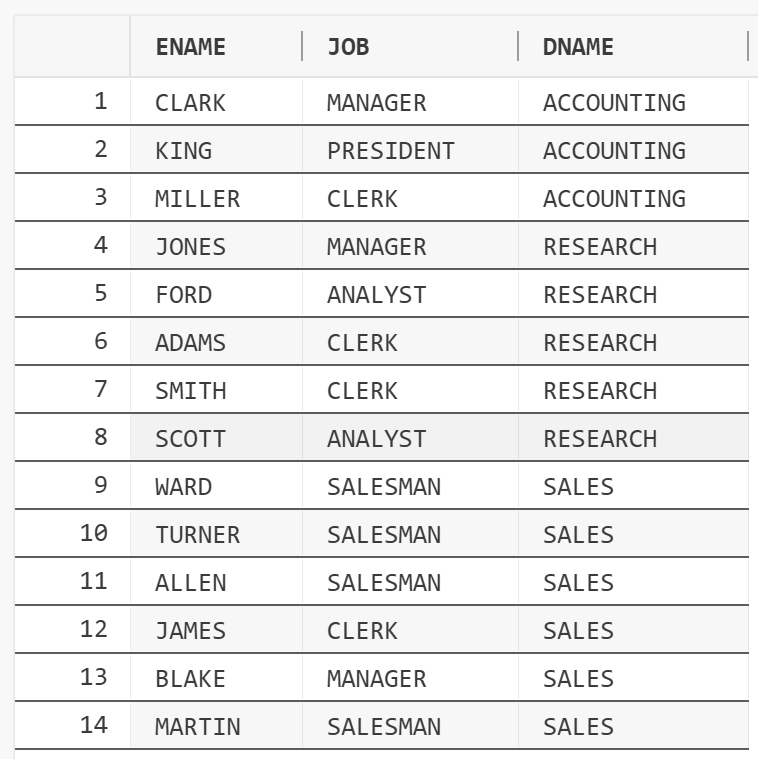 ENAME JOB DNAME
1 CLARK MANAGER ACCOUNTING
2 KING PRESIDENT ACCOUNTING
3 MILLER CLERK ACCOUNTING
4 JONES MANAGER RESEARCH
5 FORD ANALYST RESEARCH
6 ADAMS CLERK RESEARCH
7 SMITH CLERK RESEARCH
8 SCOTT ANALYST RESEARCH
9 WARD SALESMAN SALES
10 TURNER SALESMAN SALES
11 ALLEN SALESMAN SALES
12 JAMES CLERK SALES
13 BLAKE MANAGER SALES
14 MARTIN SALESMAN SALES